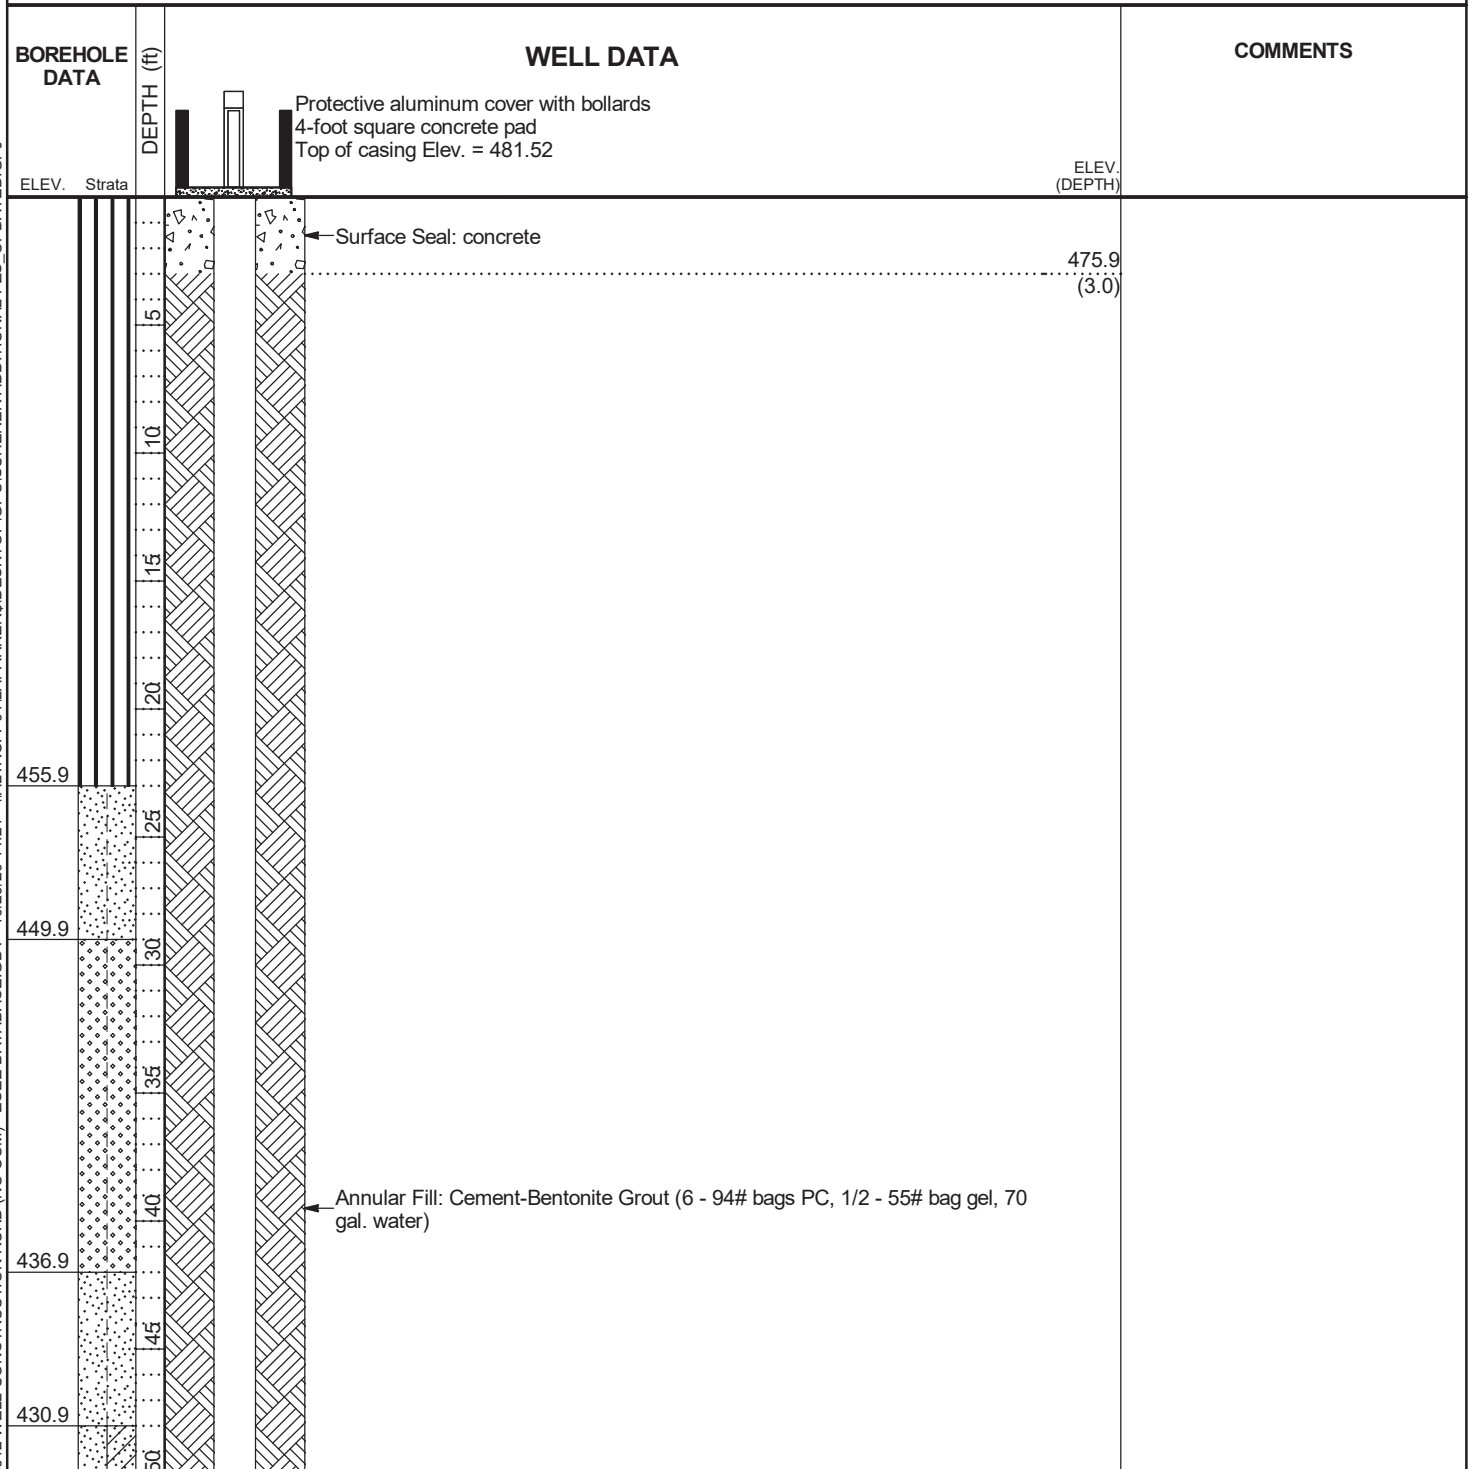 BOREHOLE
DATA
DEPTH (ft)
WELL DATA
COMMENTS
Protective aluminum cover with bollards
4-foot square concrete pad
Top of casing Elev. = 481.52
ELEV.
(DEPTH)
ELEV. Strata
Surface Seal: concrete
475.9
(3.0)
5
10
15
20
455.9
25
449.9
30
35
Annular Fill: Cement-Bentonite Grout (6 - 94# bags PC, 1/2 - 55# bag gel, 70
gal. water)
40
436.9
45
430.9
50